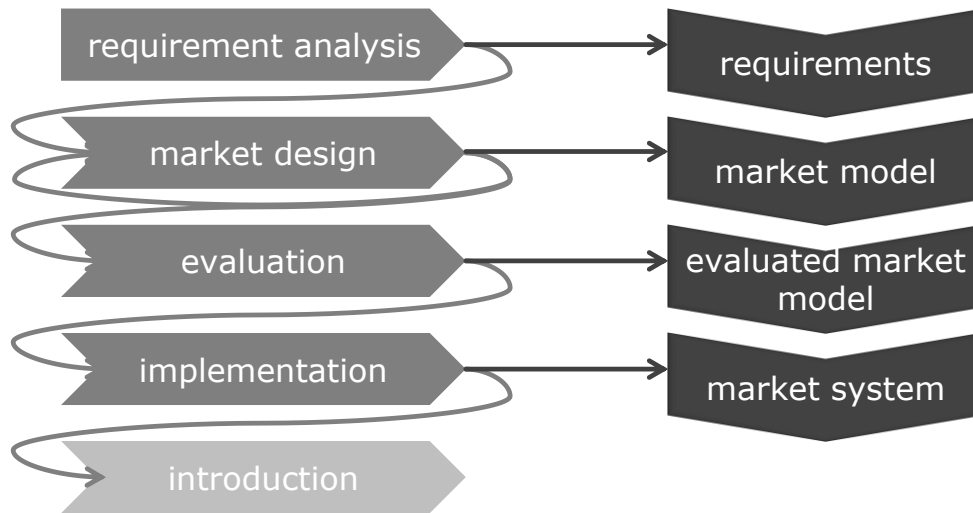 requirement analysis
requirements
market design
market model
evaluation
evaluated market
model
implementation
market system
introduction